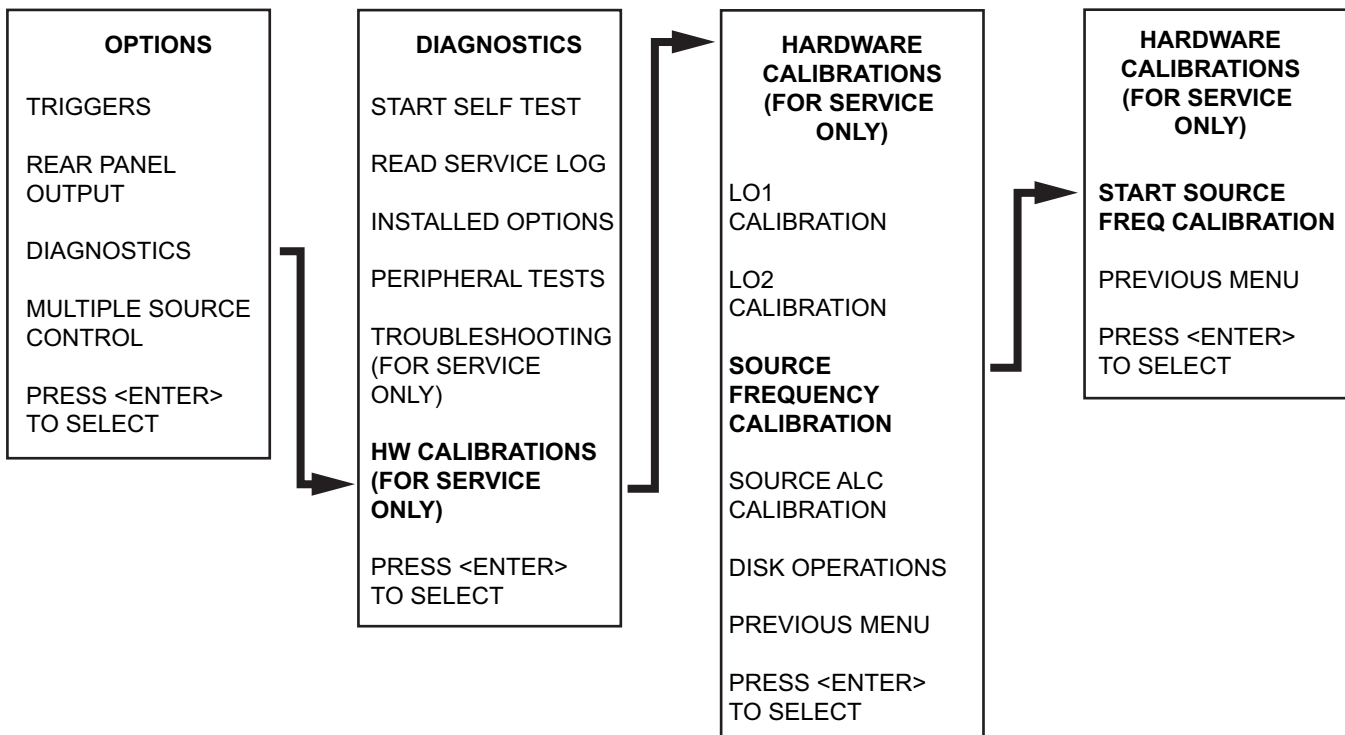 OPTIONS
TRIGGERS
REAR PANEL
OUTPUT
DIAGNOSTICS
MULTIPLE SOURCE
CONTROL
PRESS <ENTER>
TO SELECT
DIAGNOSTICS
START SELF TEST
READ SERVICE LOG
INSTALLED OPTIONS
PERIPHERAL TESTS
TROUBLESHOOTING
(FOR SERVICE
ONLY)
HW CALIBRATIONS
(FOR SERVICE
ONLY)
PRESS <ENTER>
TO SELECT
HARDWARE
CALIBRATIONS
(FOR SERVICE
ONLY)
LO1
CALIBRATION
LO2
CALIBRATION
SOURCE
FREQUENCY
CALIBRATION
SOURCE ALC
CALIBRATION
DISK OPERATIONS
PREVIOUS MENU
PRESS <ENTER>
TO SELECT
HARDWARE
CALIBRATIONS
(FOR SERVICE
ONLY)
START SOURCE
FREQ CALIBRATION
PREVIOUS MENU
PRESS <ENTER>
TO SELECT